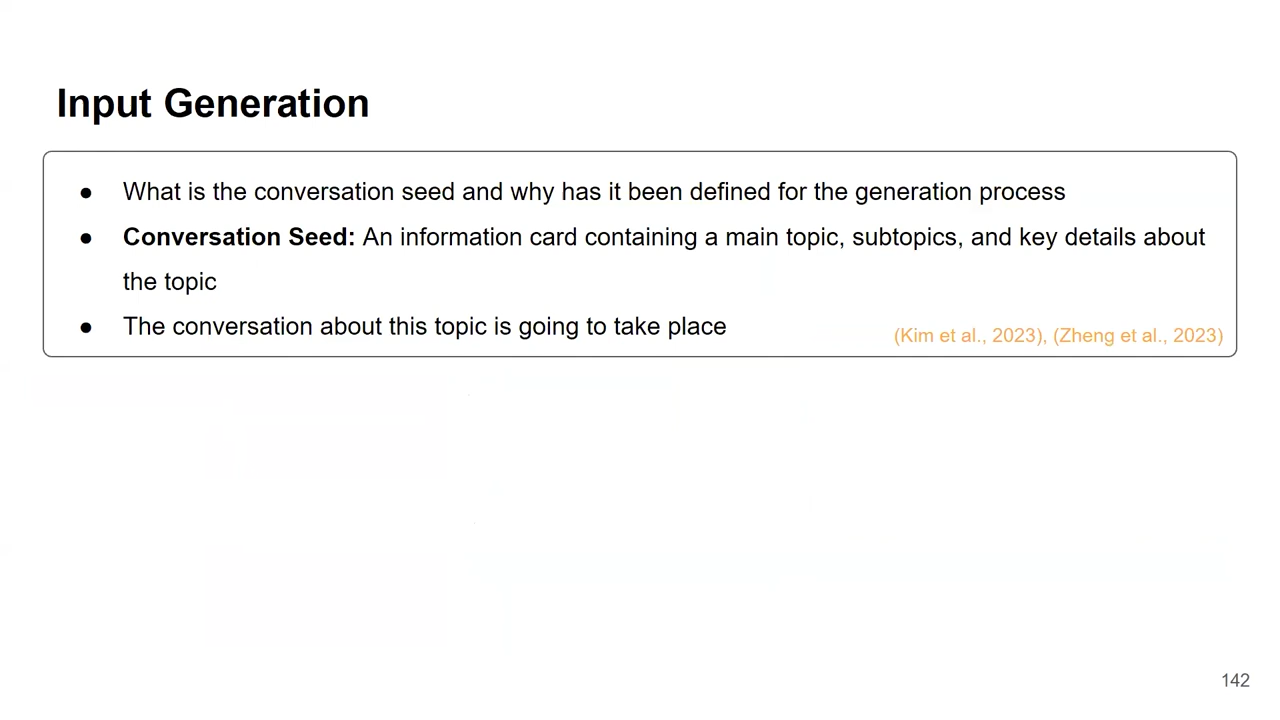 Input Generation
● What is the conversation seed and why has it been defined for the generation process
● Conversation Seed: An information card containing a main topic, subtopics, and key details about
the topic
● The conversation about this topic is going to take place
(Kim et al., 2023), (Zheng et al., 2023)
142